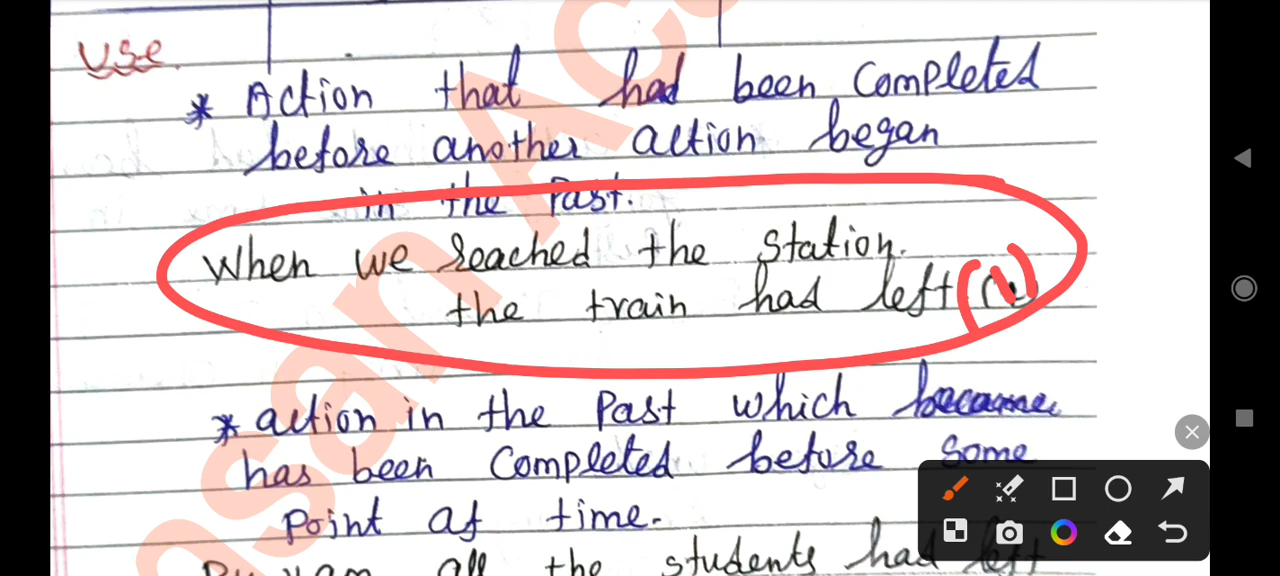 Use
* Action that had been completed
before another action began
in the Past.
When we reached the station.
the train had left (1)
* action in the Past which became
has been completed before some
point of time.
all the students had left